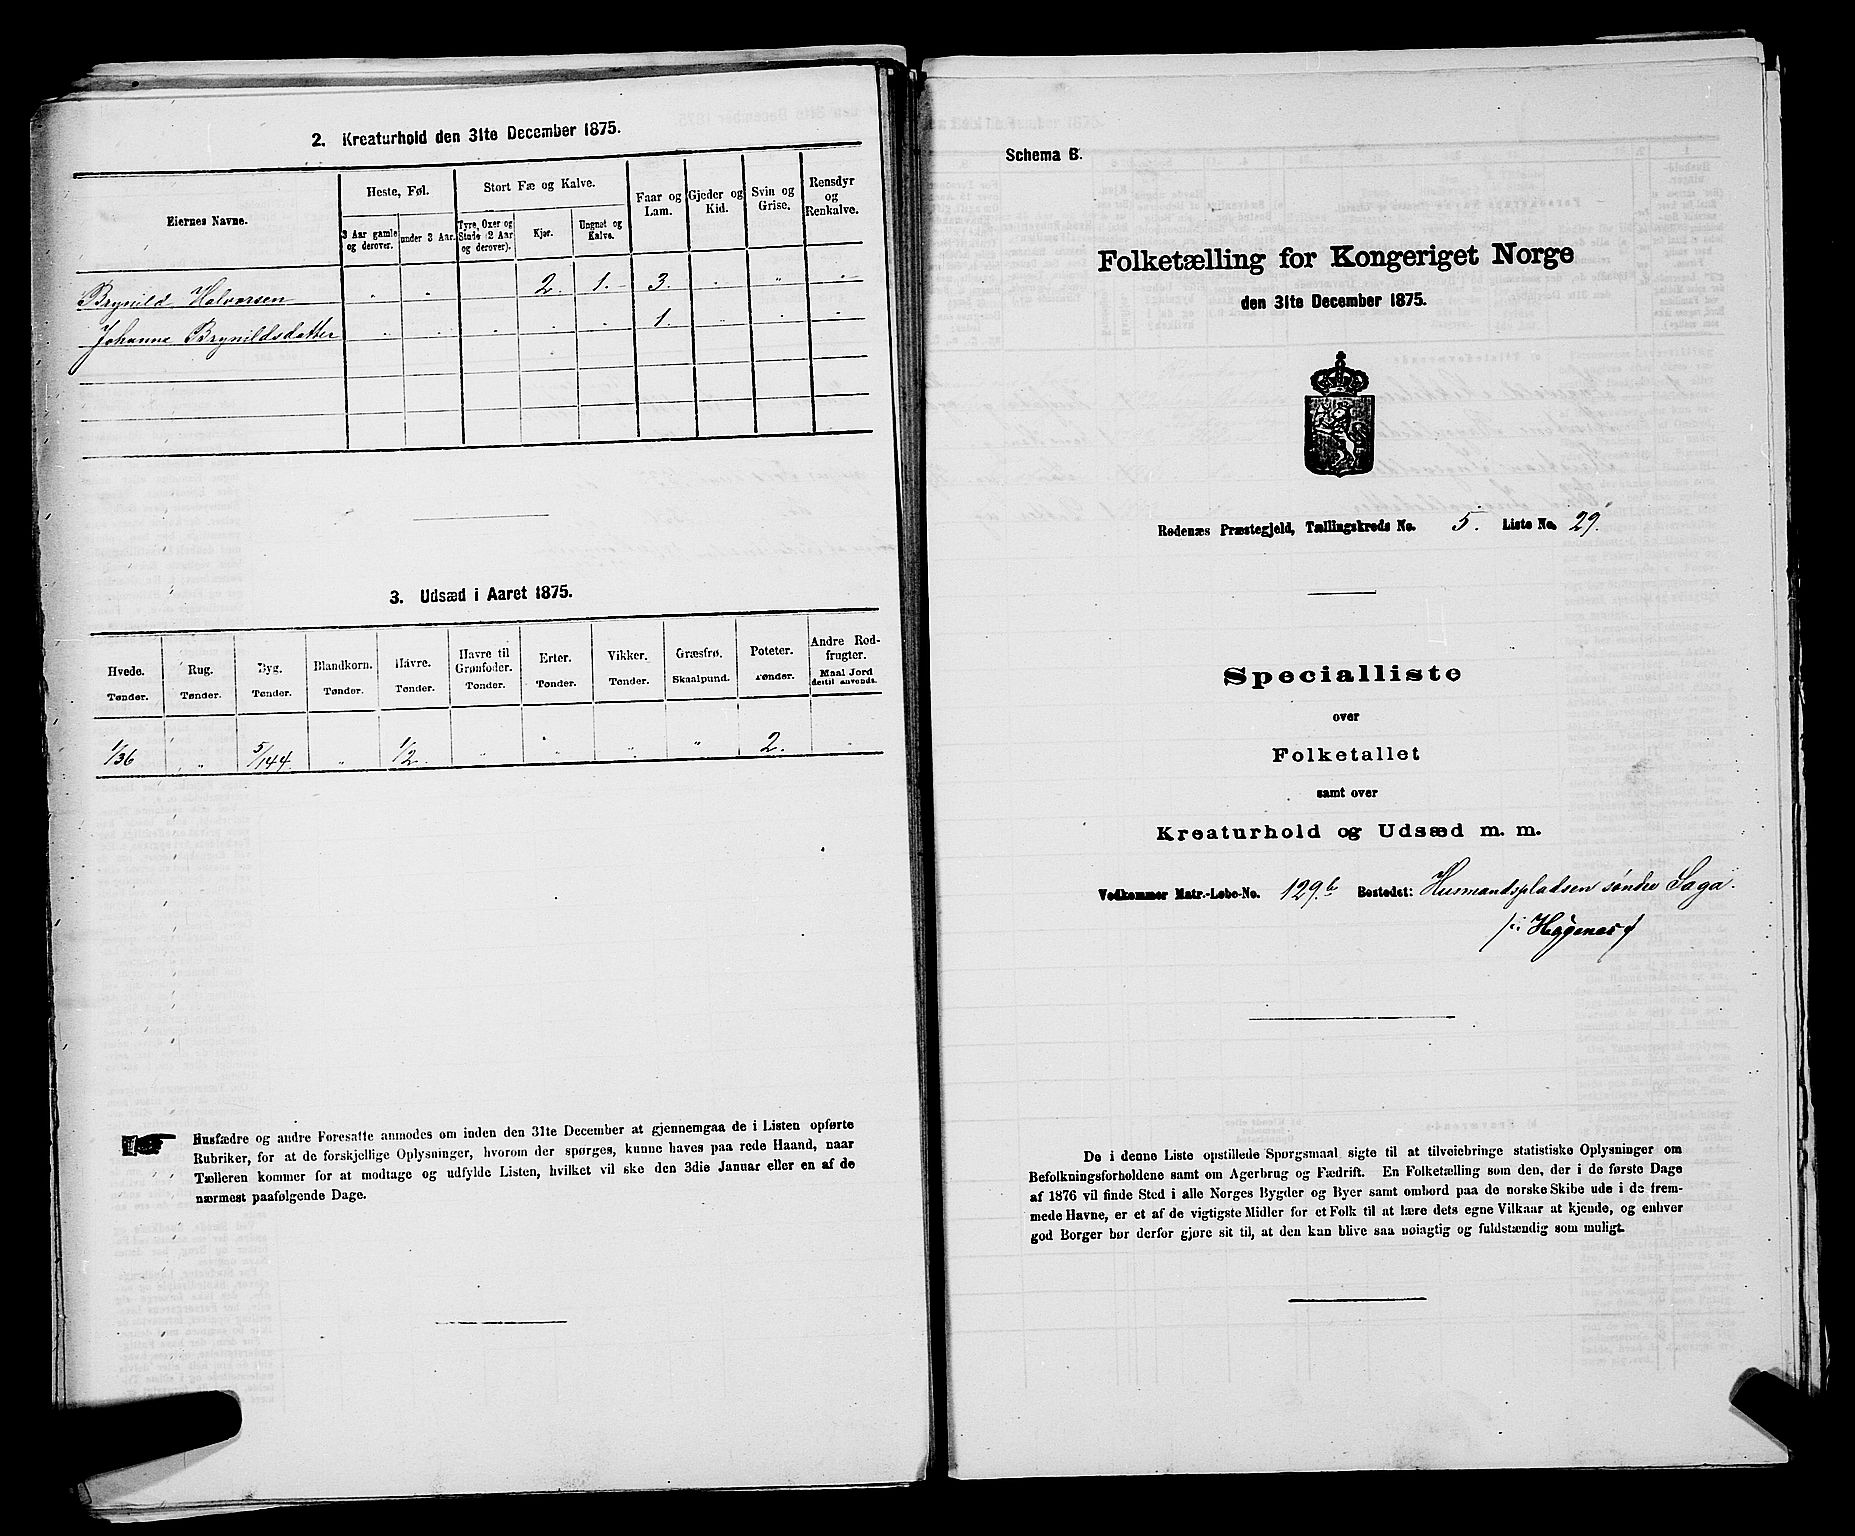 2. Kreaturhold den 31te December 1875.
Eiernes Navne.
Heste, Føl.
Stort Fæ og Kalve.
Faar og Lam.
Gjeder og Kid.
Svin og Grise.
Rensdyr og Renkalve.
3 Aar gamle og derover.
under 3 Aar.
Tyre, Oxer og Stude (2 Aar og derover).
Kjør.
Ungnøt og Kalve.
Brynild Halvorsen " " 2. 1. 3. " " "
Johanne Brynildsdatter " " " " " 1. " " "
3. Udsæd i Aaret 1875.
Hvede. Tønder.
Rug. Tønder.
Byg. Tønder.
Blandkorn. Tønder.
Havre. Tønder.
Havre til Grønfoder. Tønder.
Erter. Tønder.
Vikker. Tønder.
Græsfrø. Skaalpund.
Poteter. Tønder.
Andre Rodfrugter. Maal Jord dertil anvendt.
1/36 " 5/144. " 1/2. " " " " 2. "
Husfædre og andre Foresatte anmodes om inden den 31te December at gjennemgaa de i Listen opførte
Rubriker, for at de forskjellige Oplysninger, hvorom der spørges, kunne haves paa rede Haand, naar
Tælleren kommer for at modtage og udfylde Listen, hvilket vil ske den 3die Januar eller en af de
nærmest paafølgende Dage.
Schema B.
Folketælling for Kongeriget Norge
den 31te December 1875.
Rødenæs Præstegjeld, Tællingskreds No. 5. Liste No. 29.
Specialliste
over
Folketallet
samt over
Kreaturhold og Udsæd m. m.
Vedkommer Matr.-Løbe-No. 129.b Bostedet: Husmandspladsen søndre Saga.
/: Høgenes /
De i denne Liste opstillede Spørgsmaal sigte til at tilveiebringe statistiske Oplysninger om
Befolkningsforholdene samt om Agerbrug og Fædrift. En Folketælling som den, der i de første Dage
af 1876 vil finde Sted i alle Norges Bygder og Byer samt ombord paa de norske Skibe ude i de frem-
mede Havne, er et af de vigtigste Midler for et Folk til at lære dets egne Vilkaar at kjende, og enhver
god Borger bør derfor gjøre sit til, at den kan blive saa nøiagtig og fuldstændig som muligt.